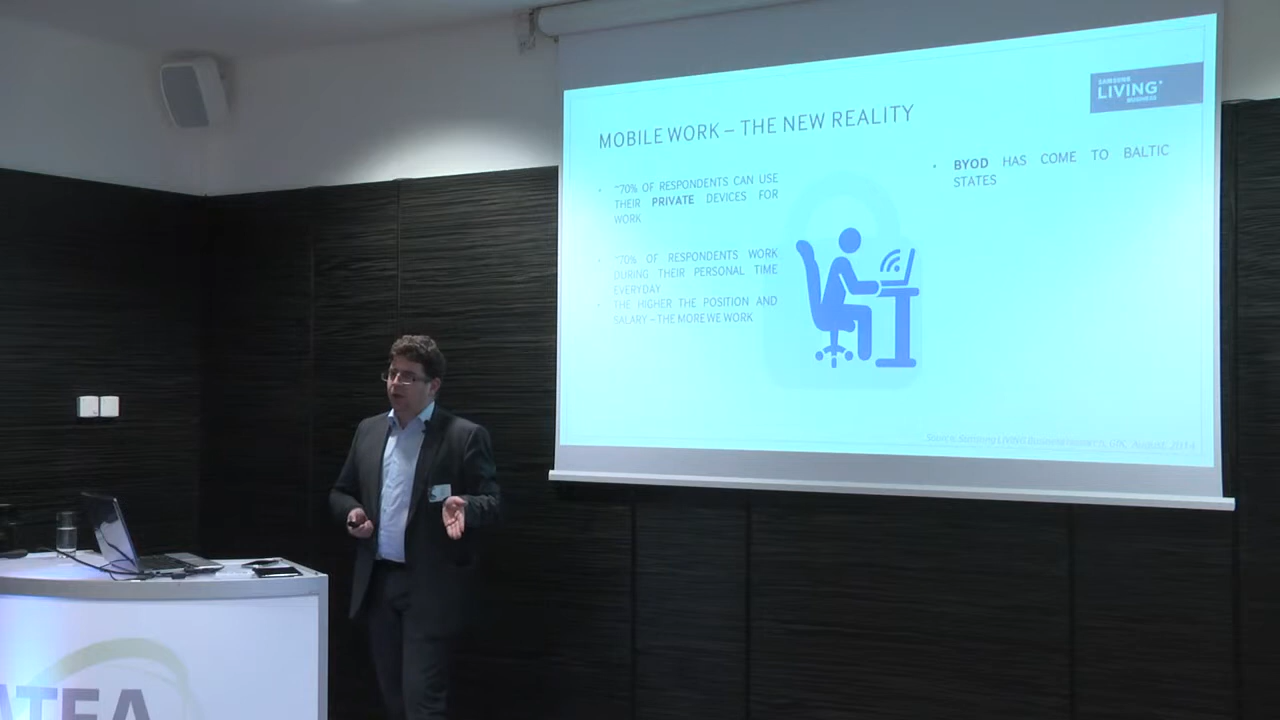 SAMSUNG
LIVING
BUSINESS
MOBILE WORK – THE NEW REALITY
• ~70% OF RESPONDENTS CAN USE
THEIR PRIVATE DEVICES FOR
WORK
• ~70% OF RESPONDENTS WORK
DURING THEIR PERSONAL TIME
EVERYDAY
• THE HIGHER THE POSITION AND
SALARY – THE MORE WE WORK
• BYOD HAS COME TO BALTIC
STATES
Source: Samsung LIVING Business research, GfK, August, 2014
ATEA